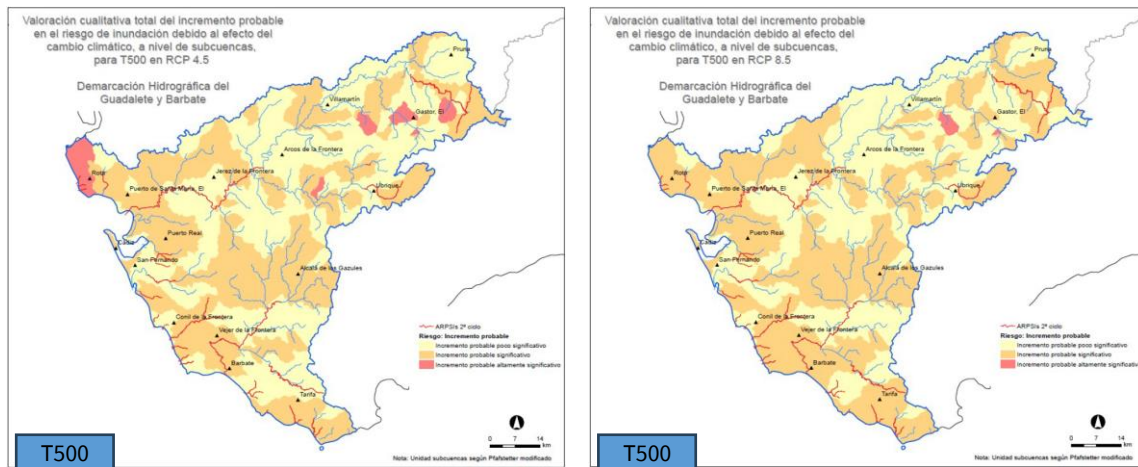 Valoración cualitativa total del incremento probable
en el riesgo de inundación debido al efecto del
cambio climático, a nivel de subcuencas,
para T500 en RCP 4.5
Demarcación Hidrográfica del
Guadalete y Barbate
Pruna
Villamartín
Gastor, El
Arcos de la Frontera
Rota
Jerez de la Frontera
Puerto de Santa María, El
Ubrique
Puerto Real
Cádiz
San Fernando
Alcalá de los Gazules
Conil de la Frontera
Vejer de la Frontera
Barbate
Tarifa
ARPSIs 2º ciclo
Riesgo: Incremento probable
Incremento probable poco significativo
Incremento probable significativo
Incremento probable altamente significativo
0 7 14
km
Nota: Unidad subcuencas según Pfafstetter modificado
T500
Valoración cualitativa total del incremento probable
en el riesgo de inundación debido al efecto del
cambio climático, a nivel de subcuencas,
para T500 en RCP 8.5
Demarcación Hidrográfica del
Guadalete y Barbate
Pruna
Villamartín
Gastor, El
Arcos de la Frontera
Rota
Jerez de la Frontera
Puerto de Santa María, El
Ubrique
Puerto Real
Cádiz
San Fernando
Alcalá de los Gazules
Conil de la Frontera
Vejer de la Frontera
Barbate
Tarifa
ARPSIs 2º ciclo
Riesgo: Incremento probable
Incremento probable poco significativo
Incremento probable significativo
Incremento probable altamente significativo
0 7 14
km
Nota: Unidad subcuencas según Pfafstetter modificado
T500